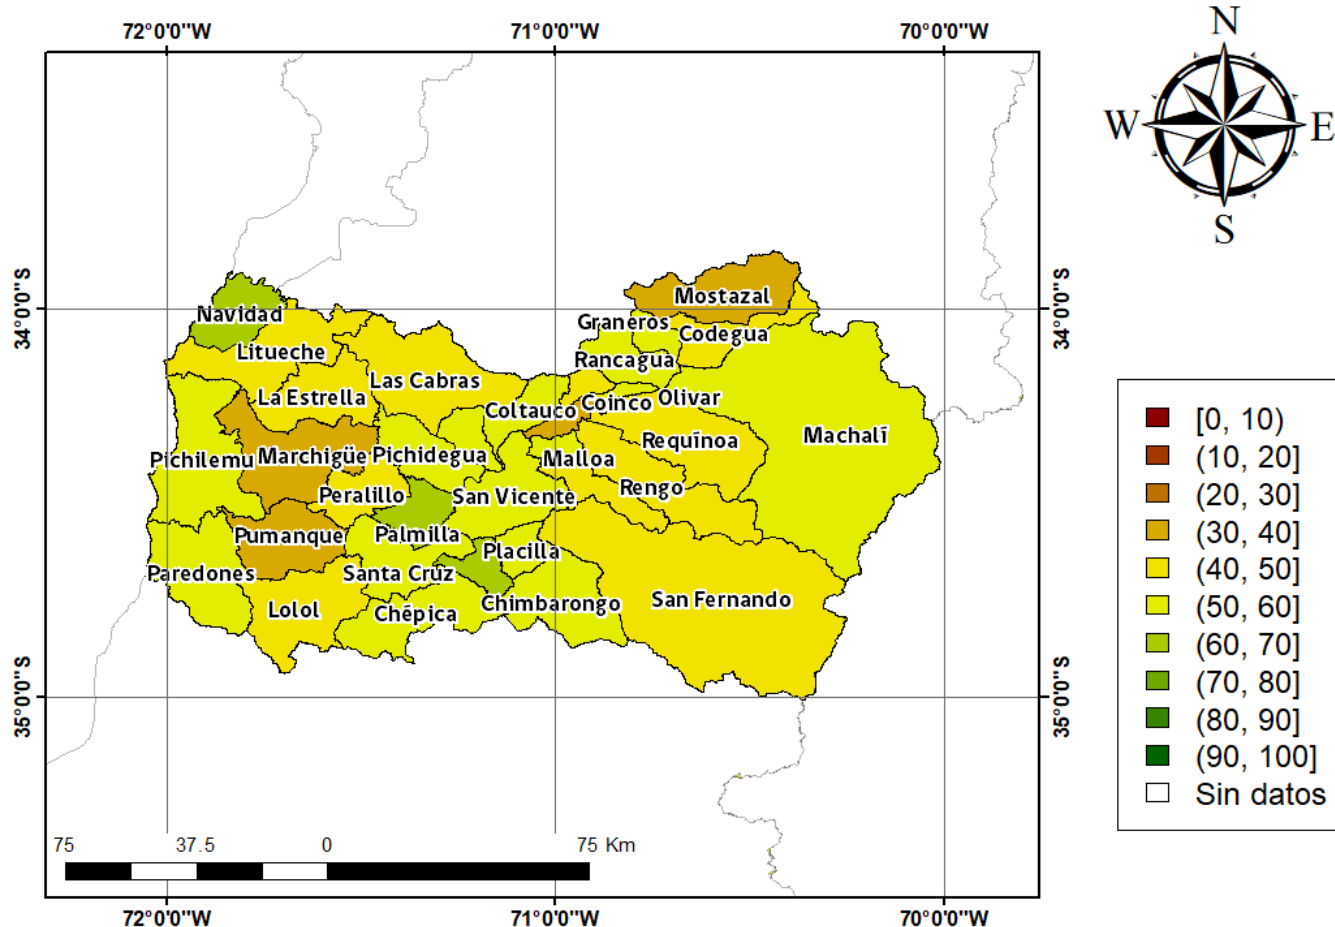 72°0'0"W 71°0'0"W 70°0'0"W
N
W E
S
34°0'0"S
34°0'0"S
Navidad
Mostazal
Graneros
Codegua
Litueche
Rancagua
Las Cabras
La Estrella
Coltauco
Coinco
Olivar
Requínoa
Machalí
Pichilemu
Marchigüe
Pichidegua
Malloa
Peralillo
San Vicente
Rengo
Pumanque
Palmilla
Placilla
Paredones
Santa Cruz
Lolol
Chépica
Chimbarongo
San Fernando
35°0'0"S
35°0'0"S
[0, 10)
(10, 20]
(20, 30]
(30, 40]
(40, 50]
(50, 60]
(60, 70]
(70, 80]
(80, 90]
(90, 100]
Sin datos
75 37.5 0 75 Km
72°0'0"W 71°0'0"W 70°0'0"W